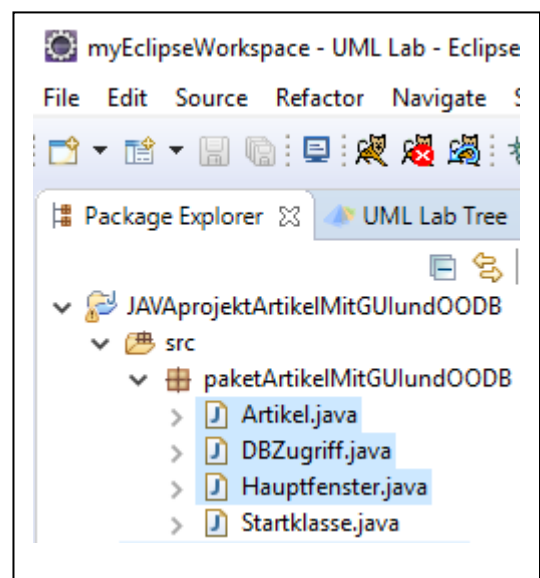 myEclipseWorkspace - UML Lab - Eclipse
File Edit Source Refactor Navigate
Package Explorer UML Lab Tree
JAVAprojektArtikelMitGUIundOODB
src
paketArtikelMitGUIundOODB
Artikel.java
DBZugriff.java
Hauptfenster.java
Startklasse.java